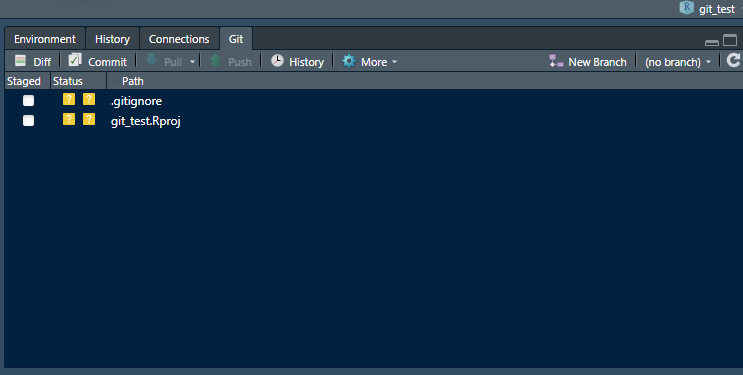 R git_test
Environment History Connections Git
Diff Commit Pull Push History More New Branch (no branch)
Staged Status Path
? ? .gitignore
? ? git_test.Rproj